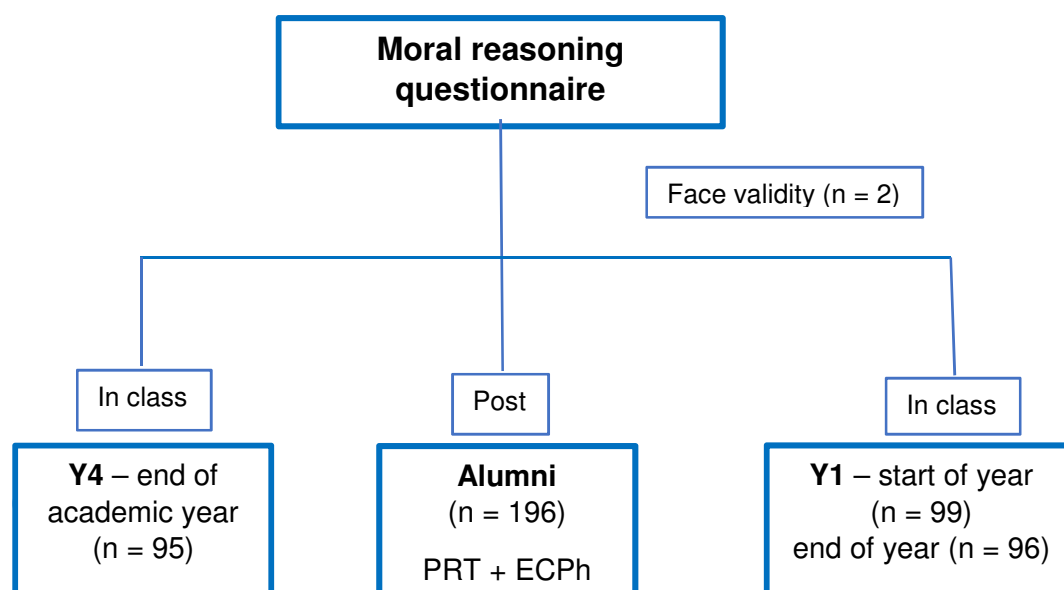 Moral reasoning
questionnaire
Face validity (n = 2)
In class
Post
In class
Y4 – end of
academic year
(n = 95)
Alumni
(n = 196)
PRT + ECPh
Y1 – start of year
(n = 99)
end of year (n = 96)